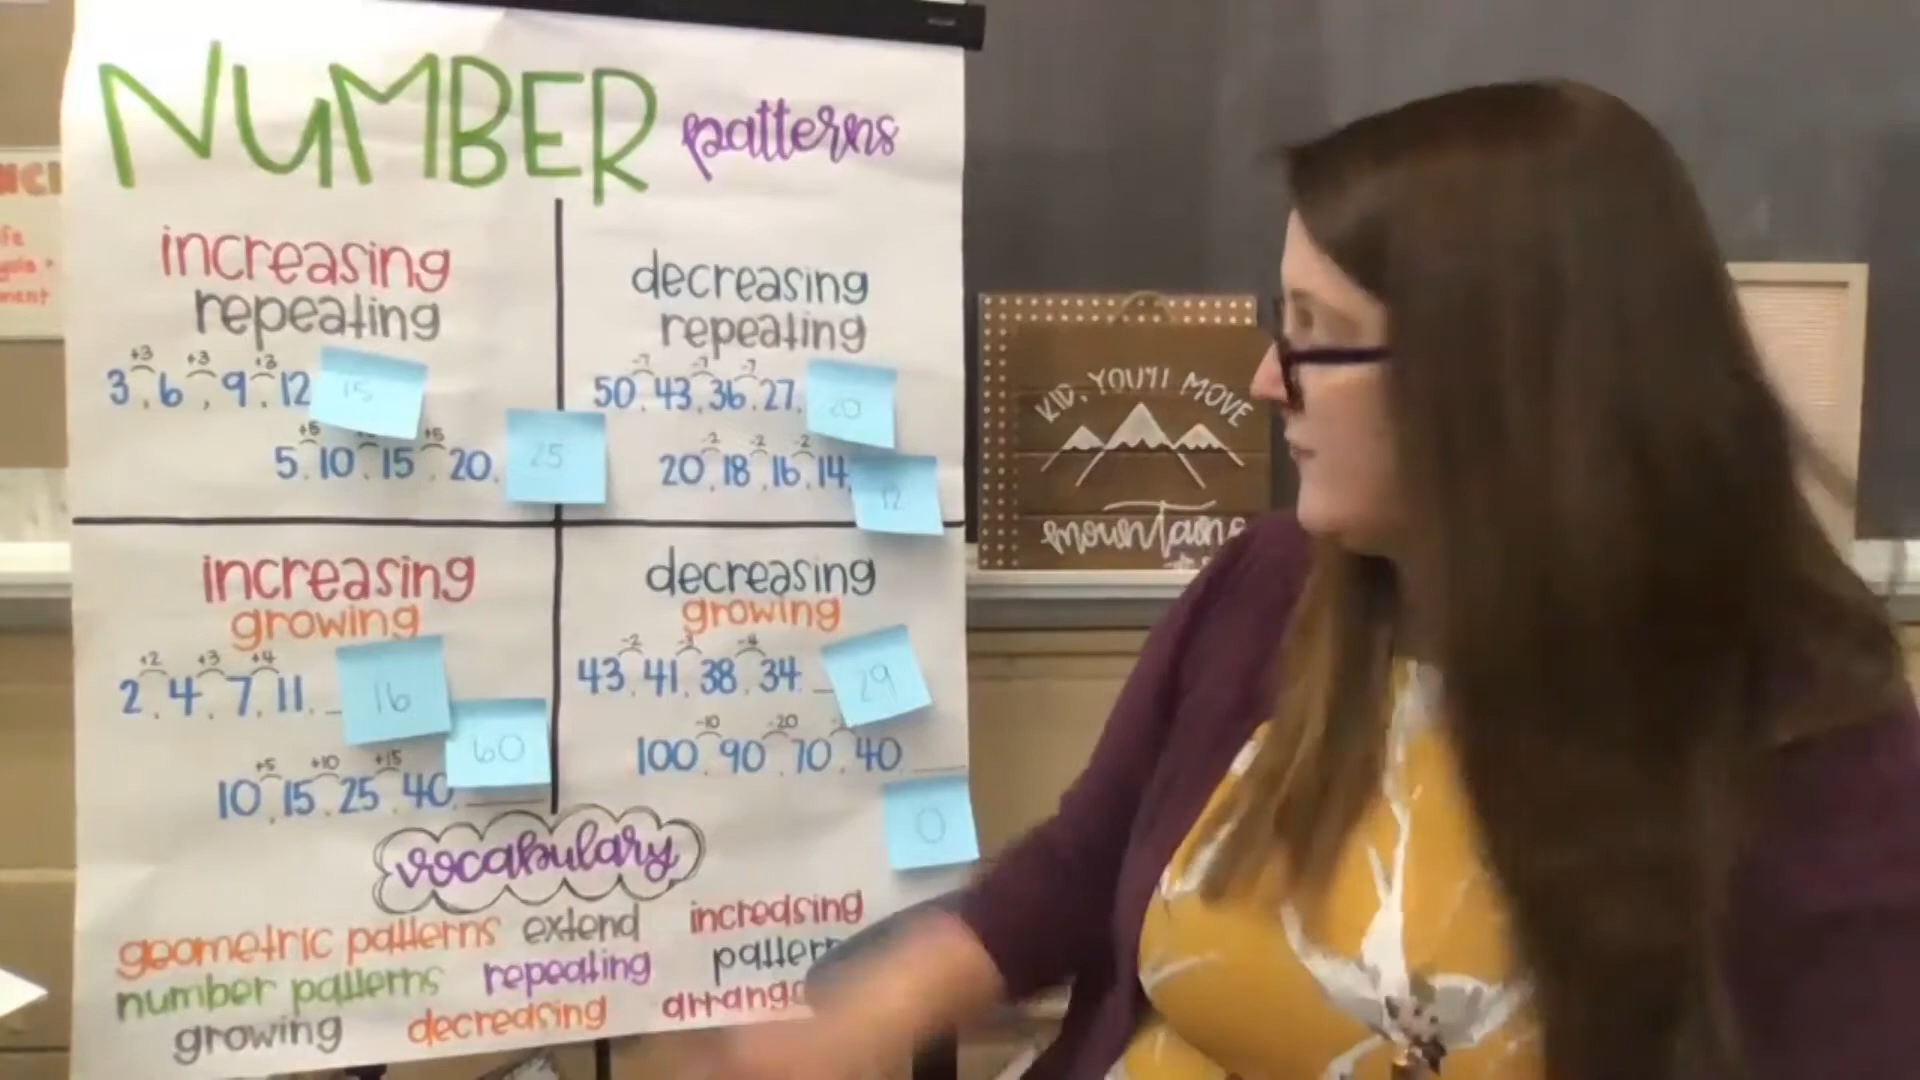 NUMBER patterns
increasing
repeating
+3 +3 +3
3, 6, 9, 12 15
+5 +5
5, 10, 15, 20, 25
decreasing
repeating
-7 -7 -7
50, 43, 36, 27, 20
-2 -2 -2
20, 18, 16, 14, 12
increasing
growing
+2 +3 +4
2, 4, 7, 11, _ 16
+5 +10 +15
10, 15, 25, 40, ___ 60
decreasing
growing
-2 -3 -4
43, 41, 38, 34 _ 29
-10 -20
100, 90, 70, 40, ___
0
vocabulary
geometric patterns extend increasing
number patterns repeating pattern
growing decreasing arrange
KID, YOU'll MOVE
mountains